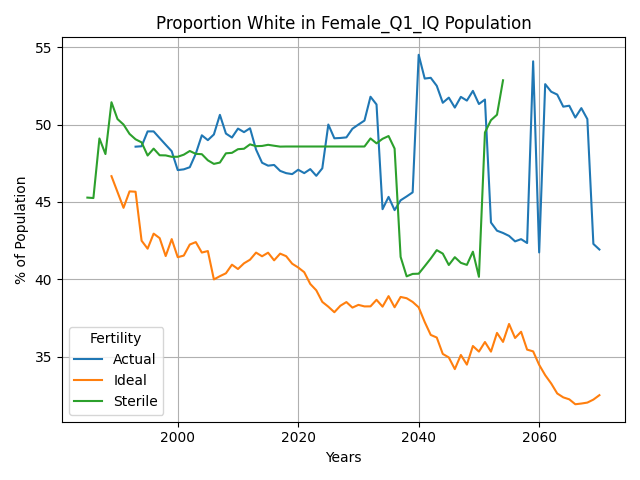 Proportion White in Female_Q1_IQ Population
% of Population
55
50
45
40
35
Fertility
Actual
Ideal
Sterile
2000
2020
2040
2060
Years